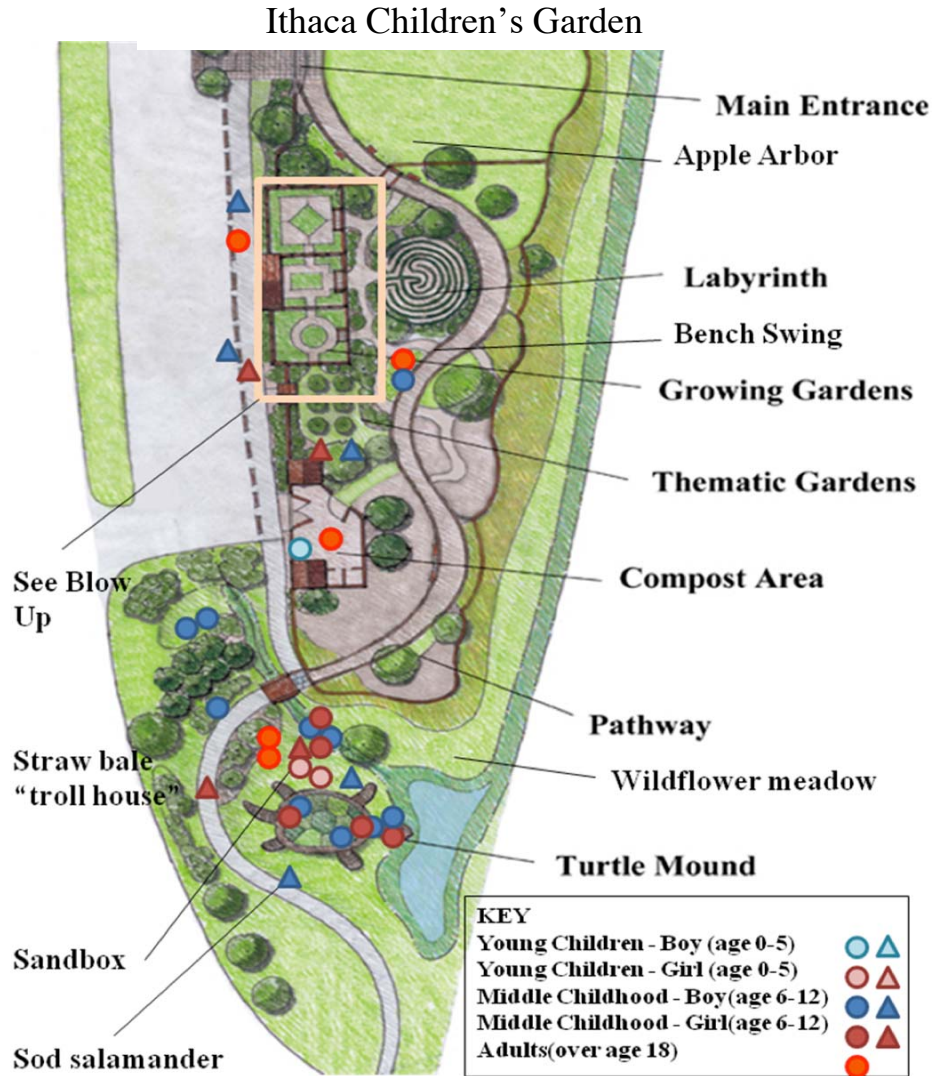 Ithaca Children's Garden
Main Entrance
Apple Arbor
Labyrinth
Bench Swing
Growing Gardens
Thematic Gardens
See Blow
Up
Compost Area
Pathway
Straw bale
"troll house"
Wildflower meadow
Turtle Mound
Sandbox
Sod salamander
KEY
Young Children - Boy (age 0-5)
Young Children - Girl (age 0-5)
Middle Childhood - Boy(age 6-12)
Middle Childhood - Girl(age 6-12)
Adults(over age 18)